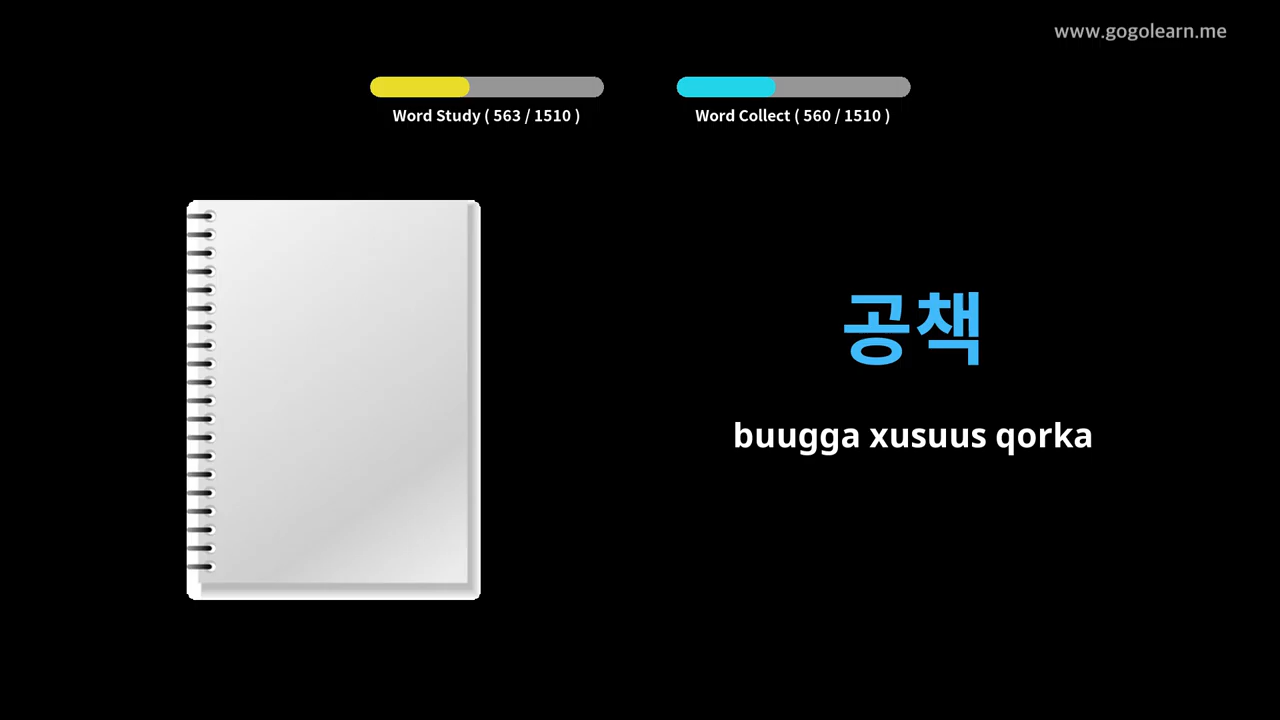 www.gogolearn.me
Word Study ( 563 / 1510 )
Word Collect ( 560 / 1510 )
공책
buugga xusuus qorka